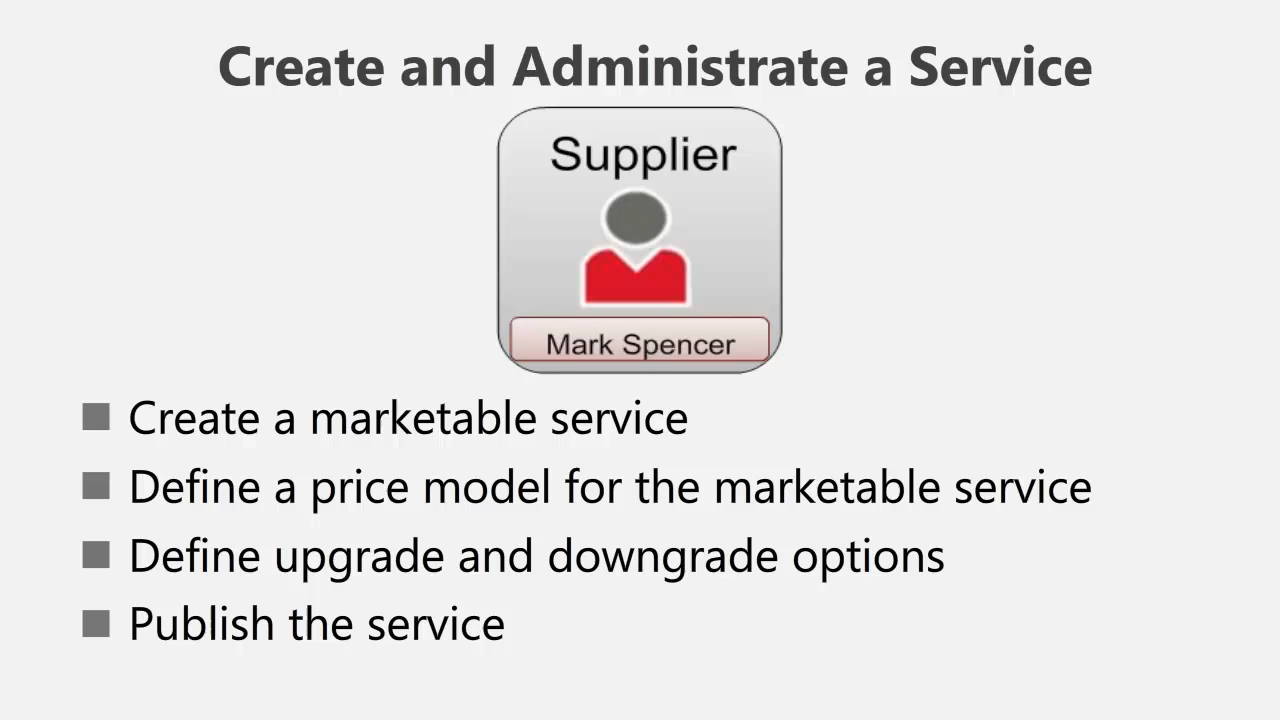 Create and Administrate a Service
Supplier
Mark Spencer
Create a marketable service
Define a price model for the marketable service
Define upgrade and downgrade options
Publish the service